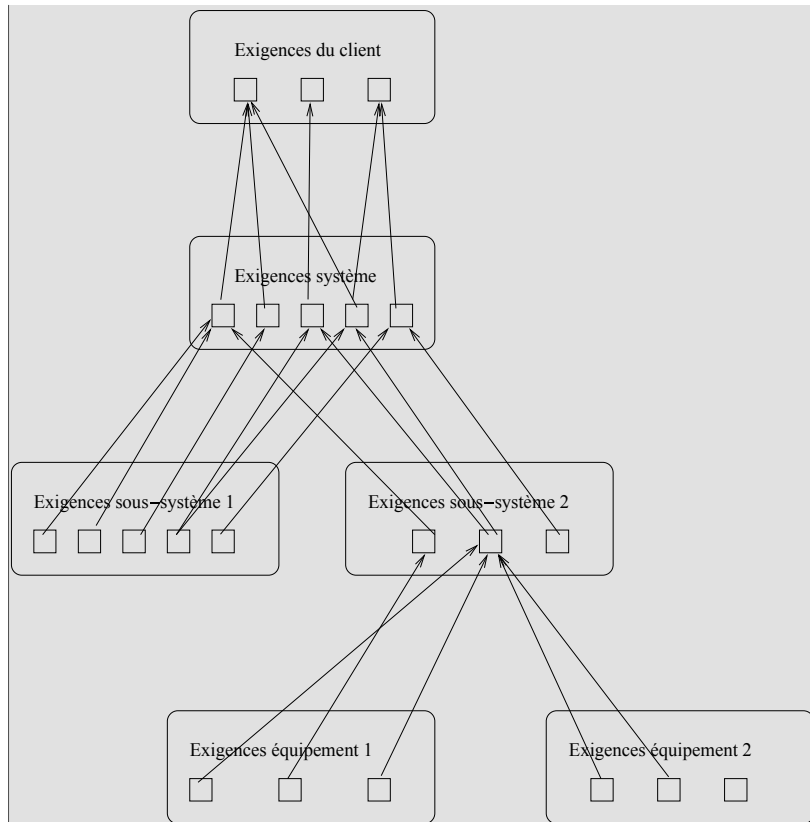 Exigences du client
Exigences système
Exigences sous−système 1
Exigences sous−système 2
Exigences équipement 1
Exigences équipement 2